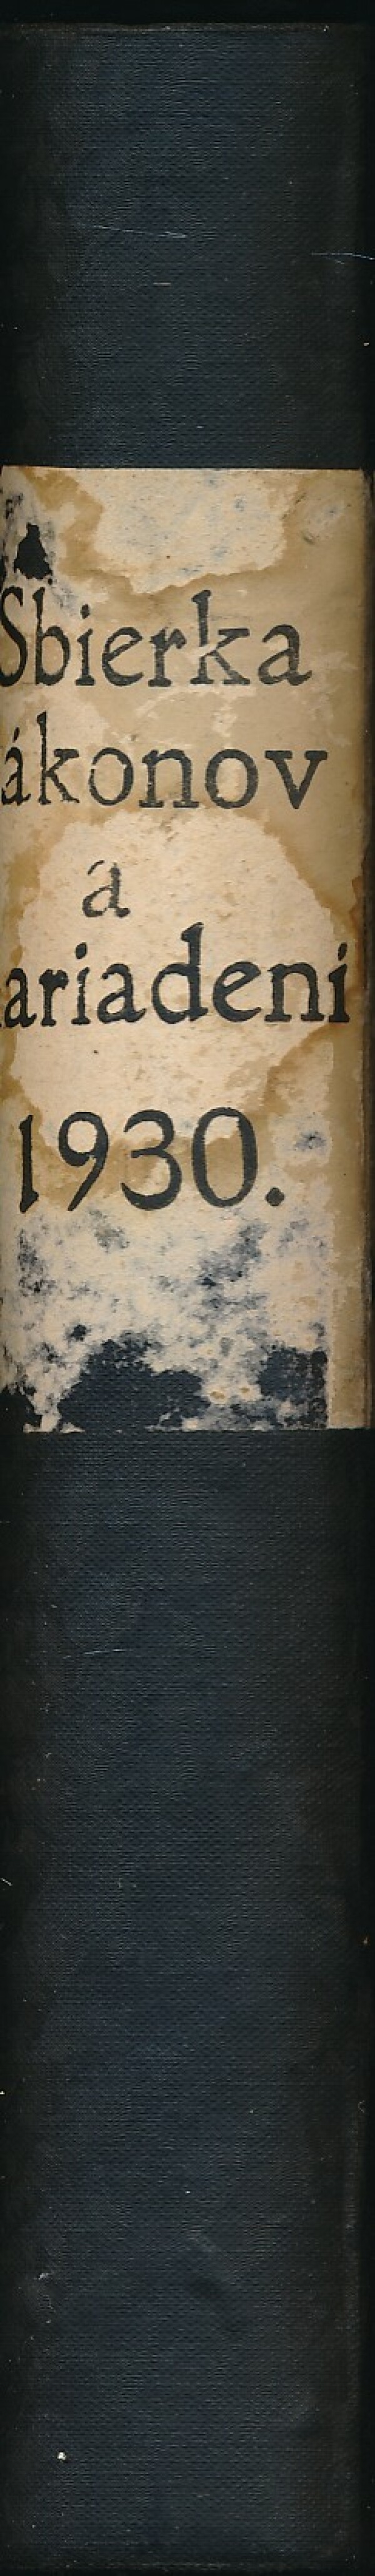 Sbierka
ákonov
a
ariadení
1930.